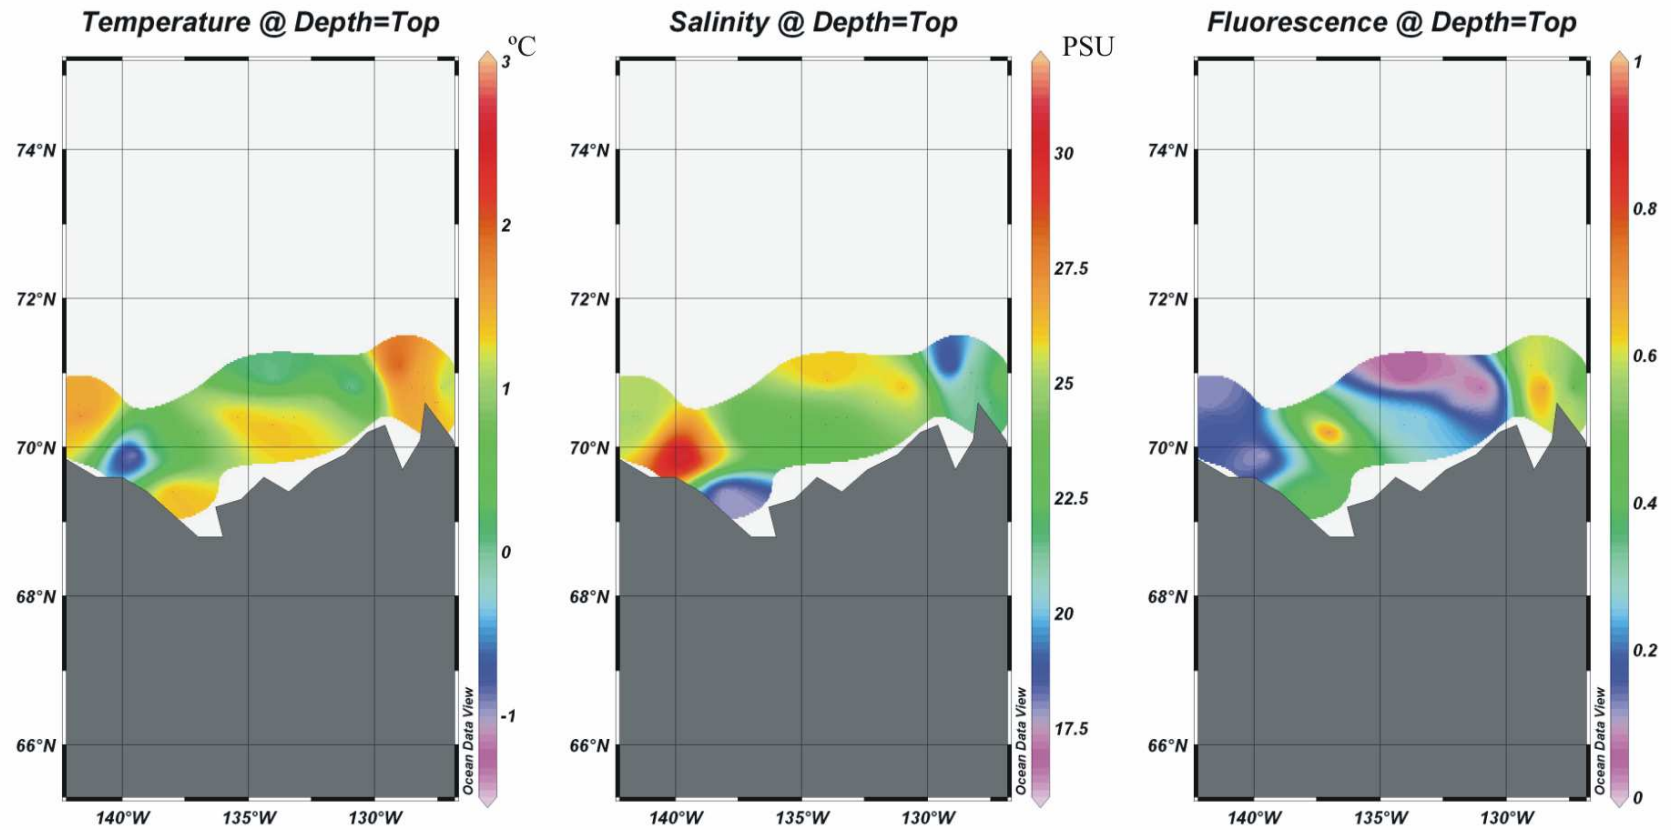 Temperature @ Depth=Top
ºC
3
2
1
0
-1
74°N
72°N
70°N
68°N
66°N
140°W 135°W 130°W
Ocean Data View
Salinity @ Depth=Top
PSU
30
27.5
25
22.5
20
17.5
74°N
72°N
70°N
68°N
66°N
140°W 135°W 130°W
Ocean Data View
Fluorescence @ Depth=Top
1
0.8
0.6
0.4
0.2
0
74°N
72°N
70°N
68°N
66°N
140°W 135°W 130°W
Ocean Data View